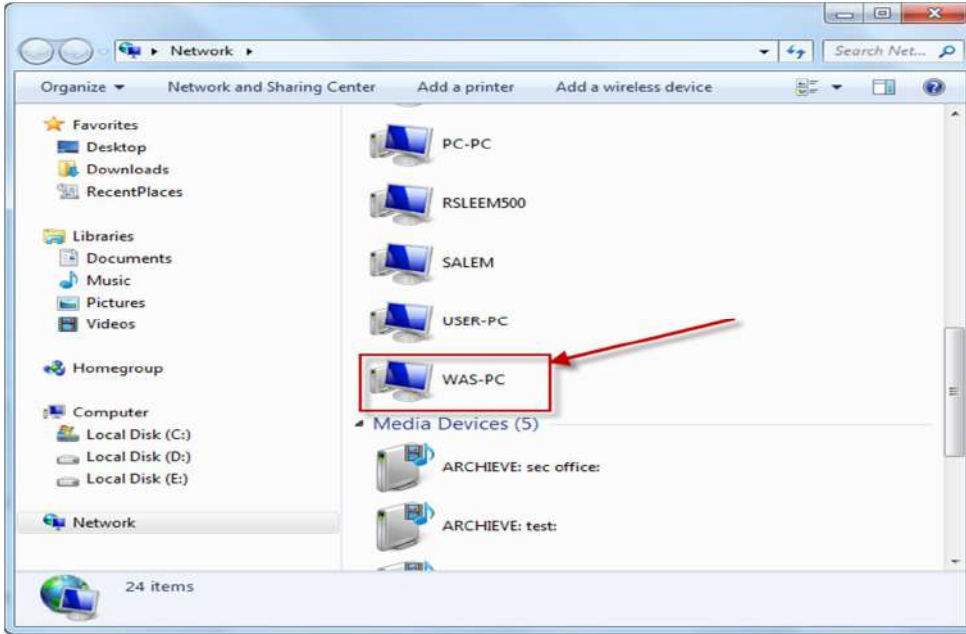 Network
Search Net...
Organize
Network and Sharing Center
Add a printer
Add a wireless device
Favorites
Desktop
Downloads
RecentPlaces
Libraries
Documents
Music
Pictures
Videos
Homegroup
Computer
Local Disk (C:)
Local Disk (D:)
Local Disk (E:)
Network
PC-PC
RSLEEM500
SALEM
USER-PC
WAS-PC
Media Devices (5)
ARCHIEVE: sec office:
ARCHIEVE: test:
24 items